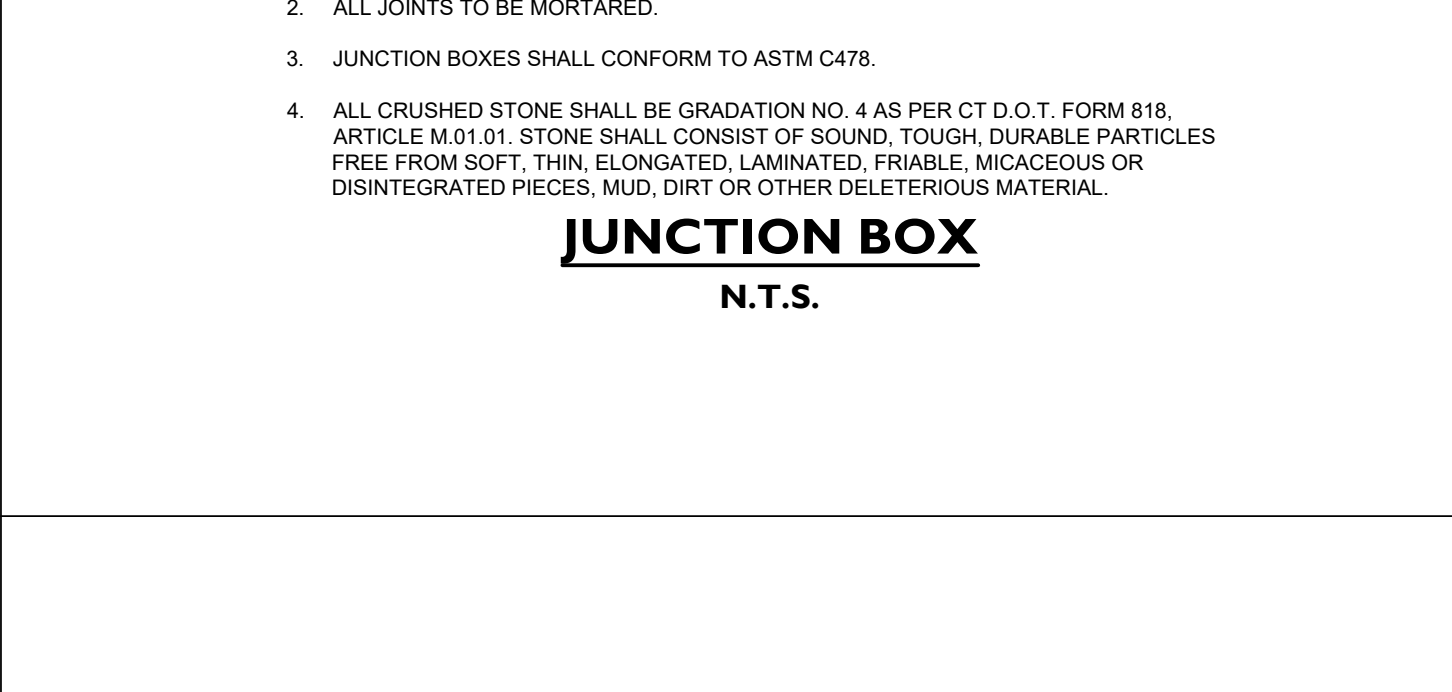 2. ALL JOINTS TO BE MORTARED.
3. JUNCTION BOXES SHALL CONFORM TO ASTM C478.
4. ALL CRUSHED STONE SHALL BE GRADATION NO. 4 AS PER CT D.O.T. FORM 818,
ARTICLE M.01.01. STONE SHALL CONSIST OF SOUND, TOUGH, DURABLE PARTICLES
FREE FROM SOFT, THIN, ELONGATED, LAMINATED, FRIABLE, MICACEOUS OR
DISINTEGRATED PIECES, MUD, DIRT OR OTHER DELETERIOUS MATERIAL.
JUNCTION BOX
N.T.S.